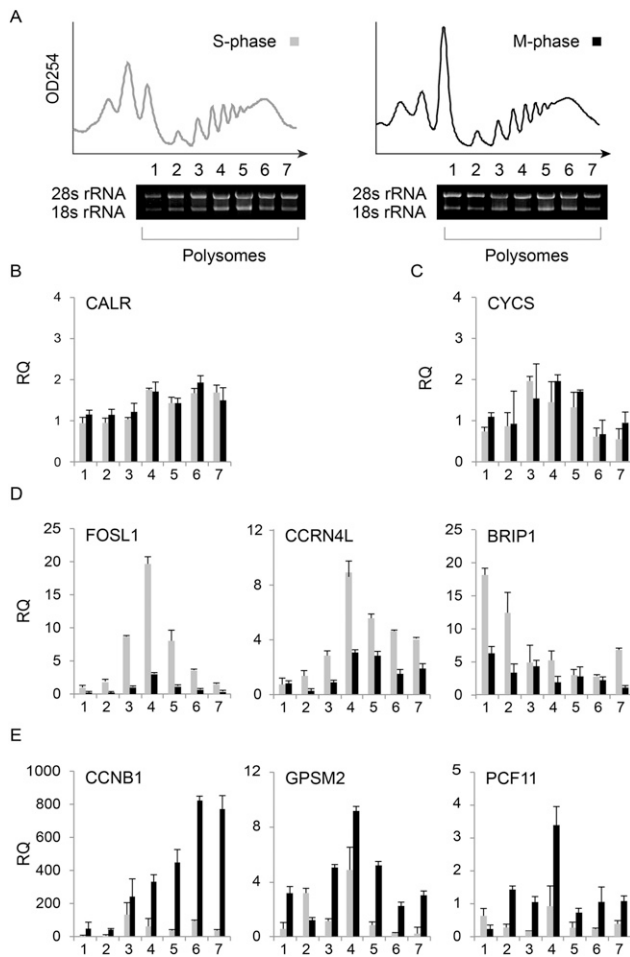 A
S-phase
M-phase
OD254
1 2 3 4 5 6 7
1 2 3 4 5 6 7
28s rRNA
18s rRNA
28s rRNA
18s rRNA
Polysomes
Polysomes
B
CALR
RQ
4
3
2
1
0
1 2 3 4 5 6 7
C
CYCS
RQ
4
3
2
1
0
1 2 3 4 5 6 7
D
FOSL1
RQ
25
20
15
10
5
0
1 2 3 4 5 6 7
CCRN4L
12
8
4
0
1 2 3 4 5 6 7
BRIP1
25
20
15
10
5
0
1 2 3 4 5 6 7
E
CCNB1
RQ
1000
800
600
400
200
0
1 2 3 4 5 6 7
GPSM2
12
8
4
0
1 2 3 4 5 6 7
PCF11
5
4
3
2
1
0
1 2 3 4 5 6 7